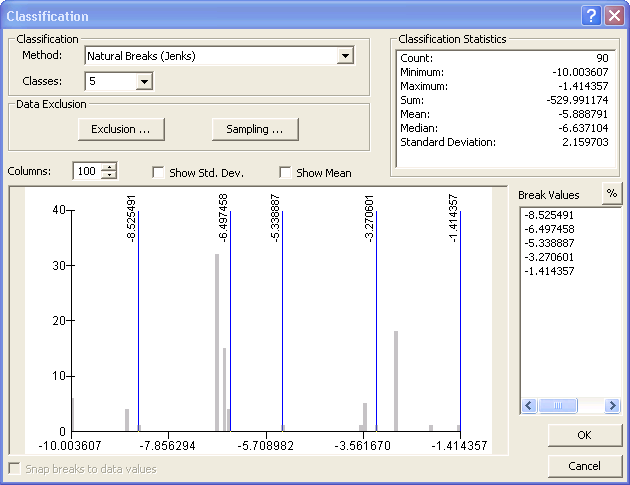 Classification
Classification
Method: Natural Breaks (Jenks)
Classes: 5
Data Exclusion
Exclusion ...
Sampling ...
Classification Statistics
Count: 90
Minimum: -10.003607
Maximum: -1.414357
Sum: -529.991174
Mean: -5.888791
Median: -6.637104
Standard Deviation: 2.159703
Columns: 100
Show Std. Dev.
Show Mean
Break Values
%
-8.525491
-6.497458
-5.338887
-3.270601
-1.414357
-8.525491
-6.497458
-5.338887
-3.270601
-1.414357
40
30
20
10
0
-10.003607
-7.856294
-5.708982
-3.561670
-1.414357
Snap breaks to data values
OK
Cancel